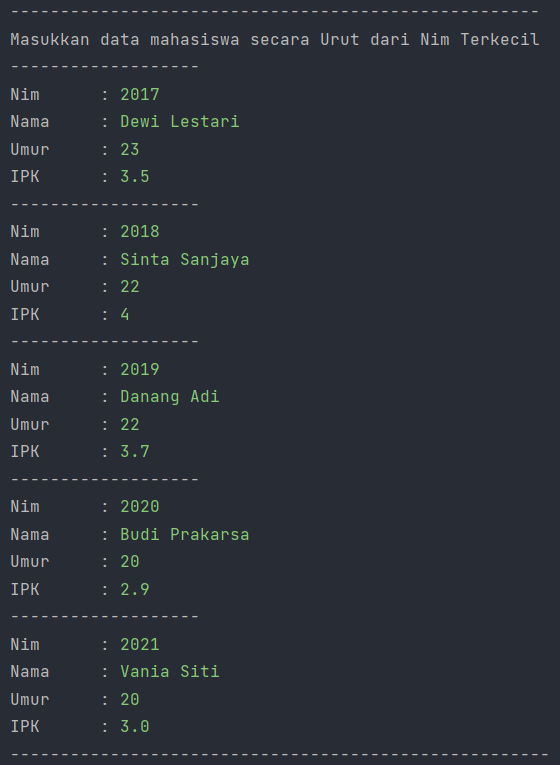 ------------------------------------------------------
Masukkan data mahasiswa secara Urut dari Nim Terkecil
-------------------
Nim      : 2017
Nama     : Dewi Lestari
Umur     : 23
IPK      : 3.5
-------------------
Nim      : 2018
Nama     : Sinta Sanjaya
Umur     : 22
IPK      : 4
-------------------
Nim      : 2019
Nama     : Danang Adi
Umur     : 22
IPK      : 3.7
-------------------
Nim      : 2020
Nama     : Budi Prakarsa
Umur     : 20
IPK      : 2.9
-------------------
Nim      : 2021
Nama     : Vania Siti
Umur     : 20
IPK      : 3.0
------------------------------------------------------